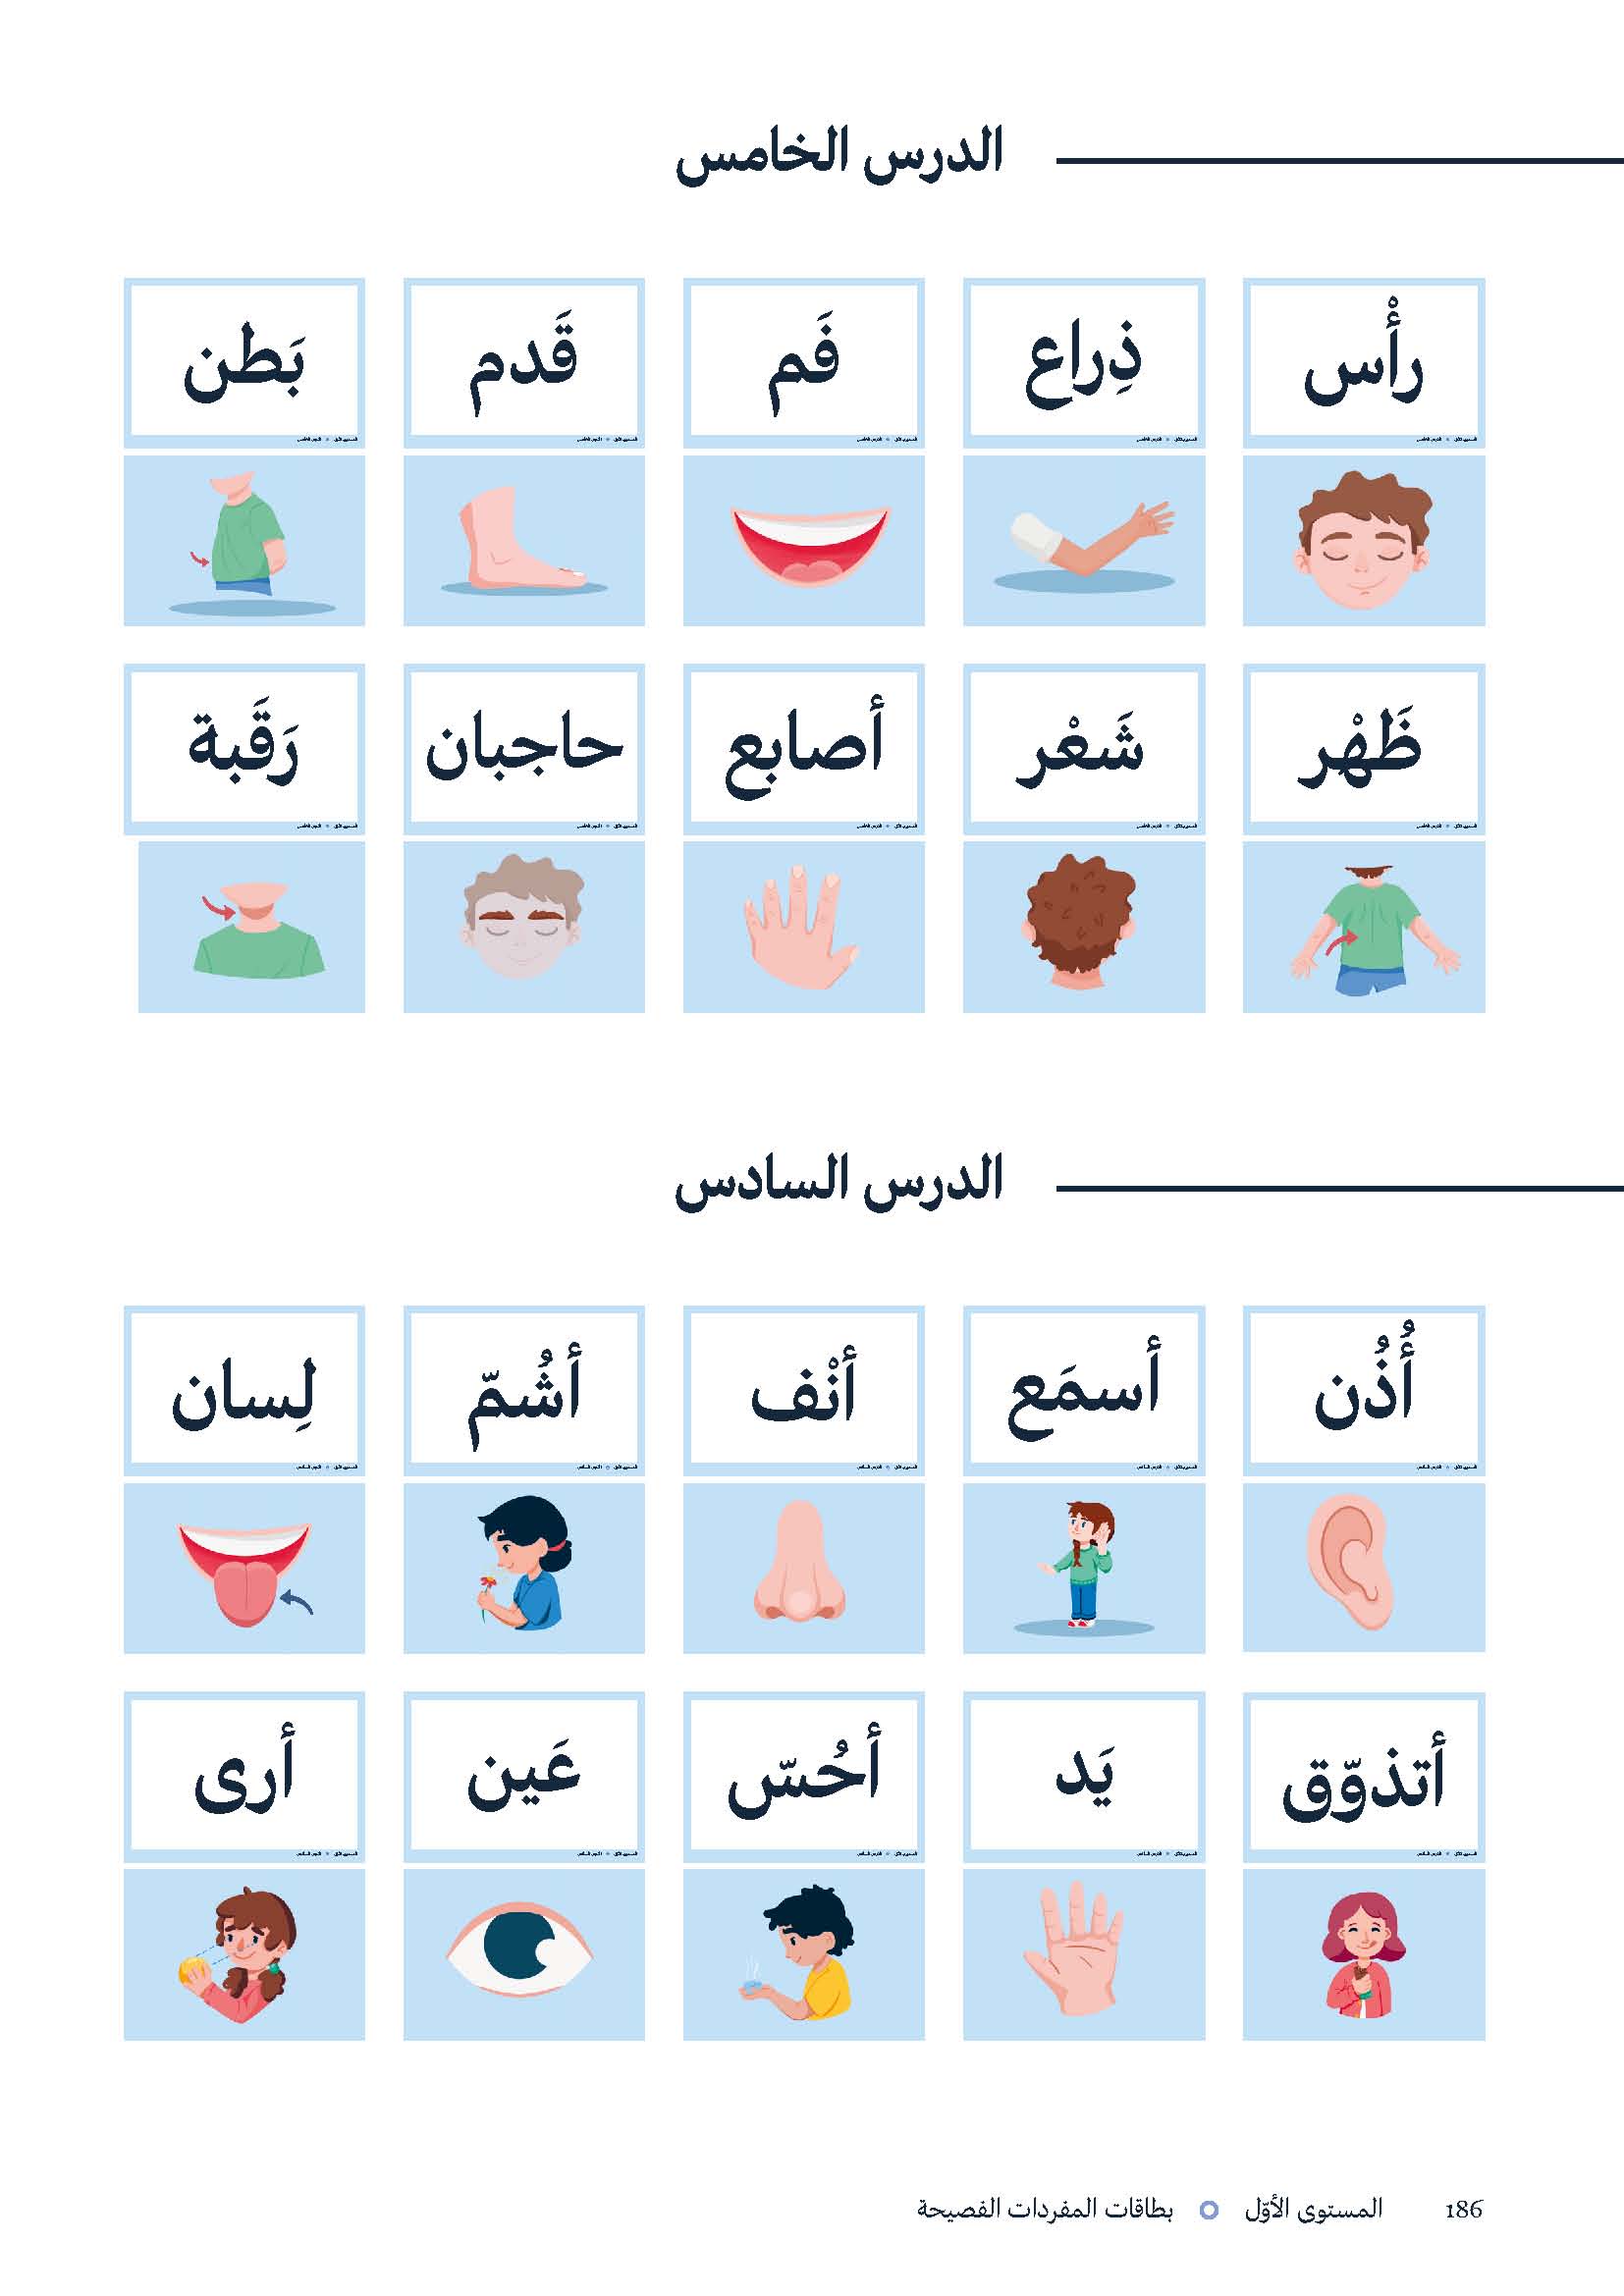 الدرس الخامس
رأْس ذِراع فَم قَدم بَطن
ظَهْر شَعْر أصابع حاجبان رَقَبة
الدرس السادس
أُذُن أسمَع أنْف أشُمّ لِسان
أتذوّق يَد أحُسّ عَين أرى
186 المستوى الأوّل بطاقات المفردات الفصيحة